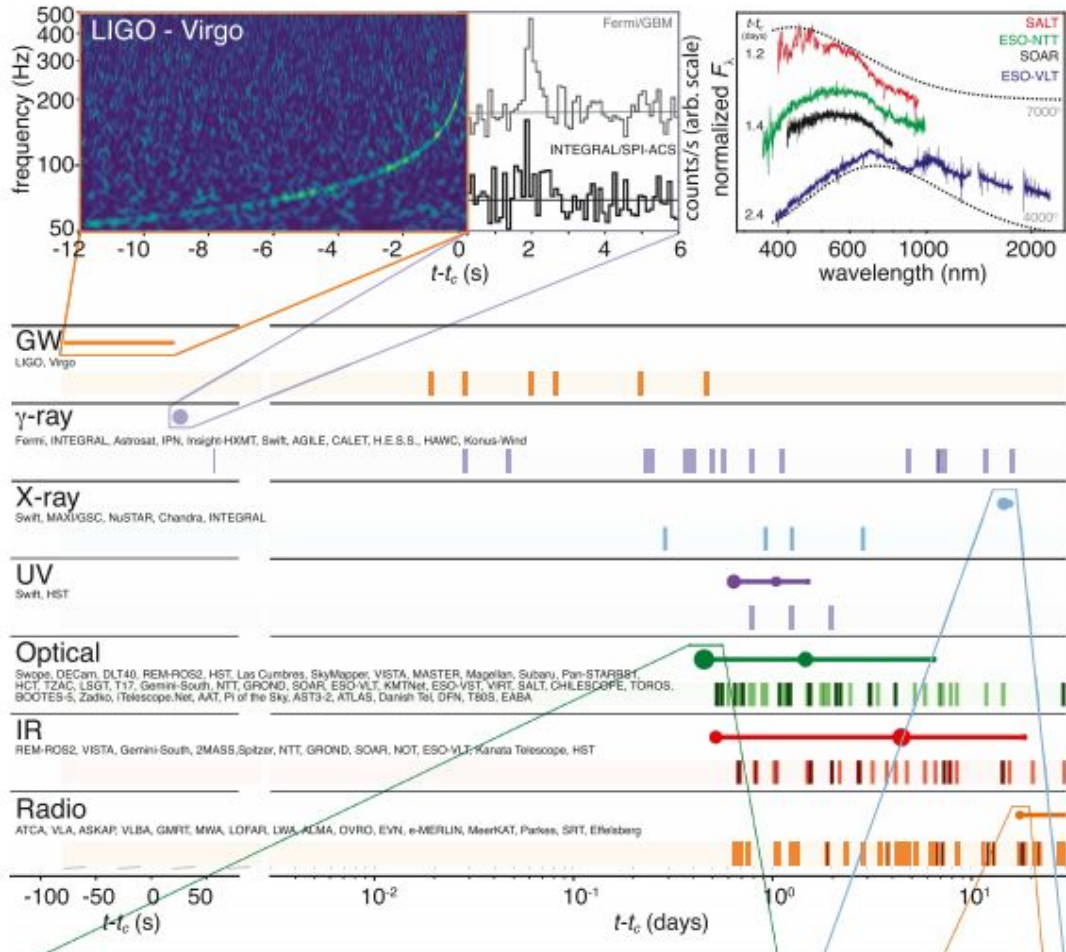 LIGO - Virgo
frequency (Hz)
500
400
300
200
100
50
-12 -10 -8 -6 -4 -2 0 2 4 6
t-tc (s)
Fermi/GBM
INTEGRAL/SPI-ACS
counts/s (arb. scale)
normalized Fλ
t-tc
(days)
1.2
1.4
2.4
SALT
ESO-NTT
SOAR
ESO-VLT
7000°
4000°
400 600 1000 2000
wavelength (nm)
GW
LIGO, Virgo
γ-ray
Fermi, INTEGRAL, Astrosat, IPN, Insight-HXMT, Swift, AGILE, CALET, H.E.S.S., HAWC, Konus-Wind
X-ray
Swift, MAXI/GSC, NuSTAR, Chandra, INTEGRAL
UV
Swift, HST
Optical
Swope, DECam, DLT40, REM-ROS2, HST, Las Cumbres, SkyMapper, VISTA, MASTER, Magellan, Subaru, Pan-STARRS1,
HCT, TZAC, LSGT, T17, Gemini-South, NTT, GROND, SOAR, ESO-VLT, KMTNet, ESO-VST, VIRT, SALT, CHILESCOPE, TOROS,
BOOTES-5, Zadko, iTelescope.Net, AAT, Pi of the Sky, AST3-2, ATLAS, Danish Tel, DFN, T80S, EABA
IR
REM-ROS2, VISTA, Gemini-South, 2MASS,Spitzer, NTT, GROND, SOAR, NOT, ESO-VLT, Kanata Telescope, HST
Radio
ATCA, VLA, ASKAP, VLBA, GMRT, MWA, LOFAR, LWA, ALMA, OVRO, EVN, e-MERLIN, MeerKAT, Parkes, SRT, Effelsberg
-100 -50 0 50
t-tc (s)
10-2 10-1 100 101
t-tc (days)